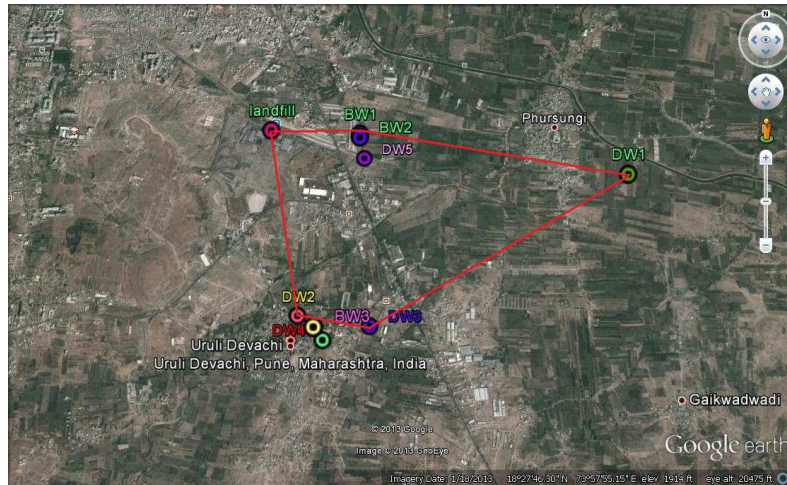 N
landfill
BW1
BW2
Phursungi
DW5
DW1
DW2
BW3 DW3
DW4
Uruli Devachi
Uruli Devachi, Pune, Maharashtra, India
Gaikwadwadi
© 2013 Google
Image © 2013 GeoEye
Google earth
Imagery Date: 1/18/2013 18°27'46.30" N 73°57'55.15" E elev 1914 ft eye alt 20475 ft